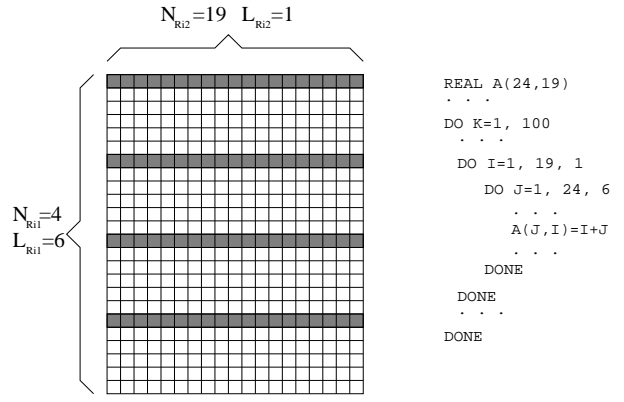 N_Ri2=19 L_Ri2=1
N_Ri1=4
L_Ri1=6
REAL A(24,19)
. . .
DO K=1, 100
. . .
DO I=1, 19, 1
DO J=1, 24, 6
. . .
A(J,I)=I+J
. . .
DONE
DONE
. . .
DONE